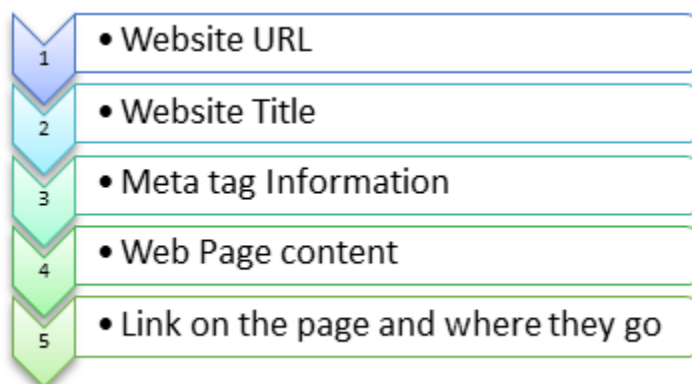 1 • Website URL
2 • Website Title
3 • Meta tag Information
4 • Web Page content
5 • Link on the page and where they go